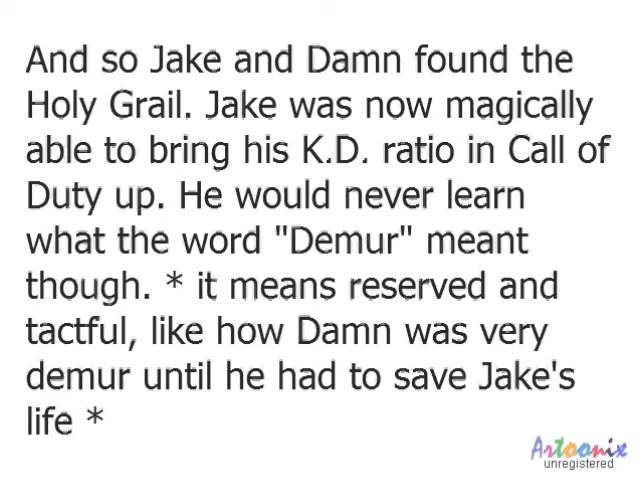 And so Jake and Damn found the
Holy Grail. Jake was now magically
able to bring his K.D. ratio in Call of
Duty up. He would never learn
what the word "Demur" meant
though. * it means reserved and
tactful, like how Damn was very
demur until he had to save Jake's
life *
Artoonix
unregistered